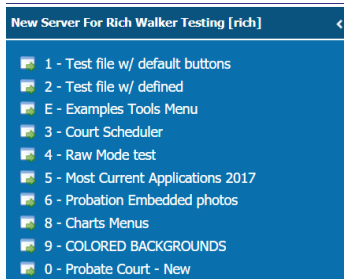 New Server For Rich Walker Testing [rich]
1 - Test file w/ default buttons
2 - Test file w/ defined
E - Examples Tools Menu
3 - Court Scheduler
4 - Raw Mode test
5 - Most Current Applications 2017
6 - Probation Embedded photos
8 - Charts Menus
9 - COLORED BACKGROUNDS
0 - Probate Court - New